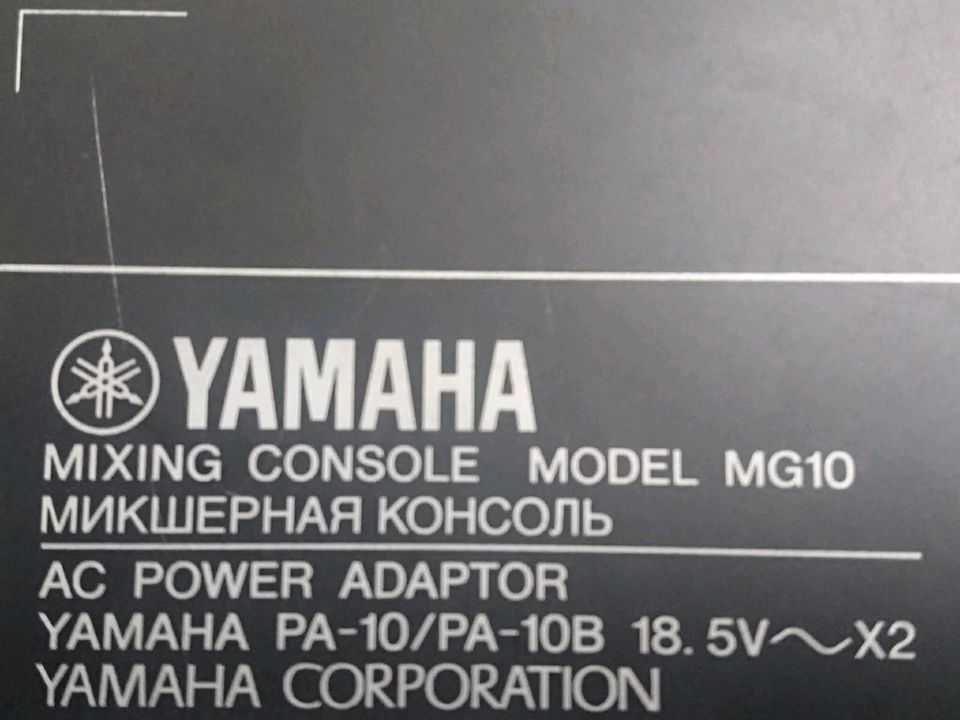 YAMAHA
MIXING CONSOLE MODEL MG10
МИКШЕРНАЯ КОНСОЛЬ
AC POWER ADAPTOR
YAMAHA PA-10/PA-10B 18.5V～X2
YAMAHA CORPORATION